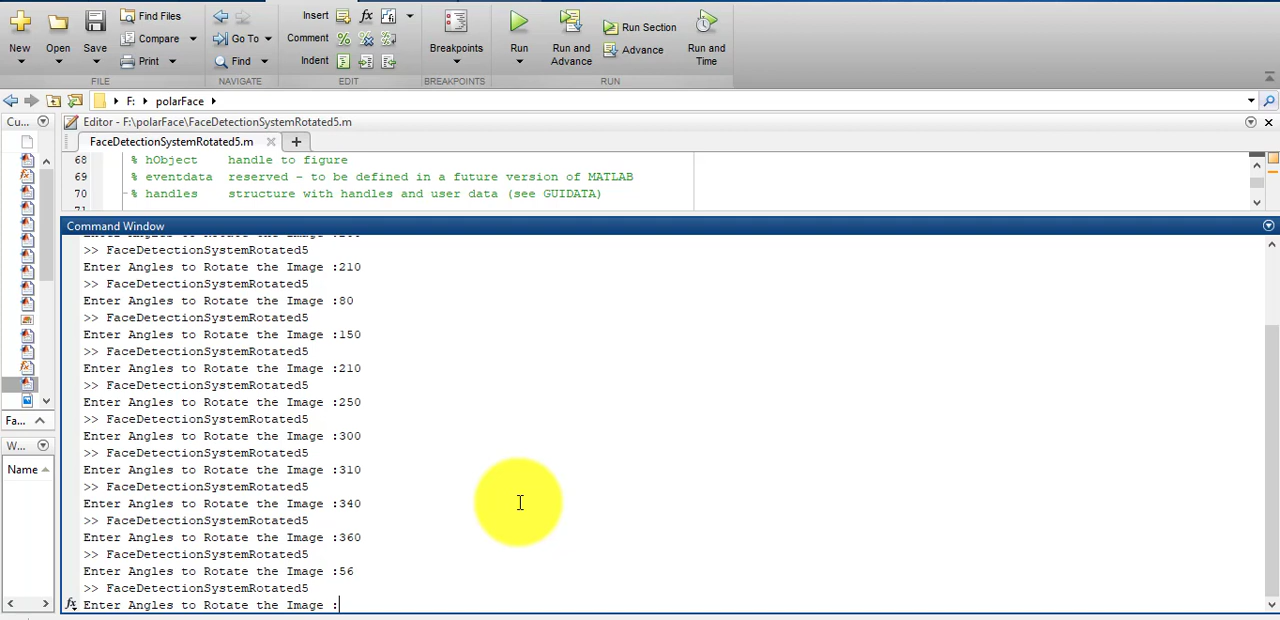 New
Open
Save
Find Files
Compare
Print
FILE
Go To
Find
NAVIGATE
Insert
Comment
Indent
fx
EDIT
Breakpoints
BREAKPOINTS
Run
Run and Advance
Run Section
Advance
Run and Time
RUN
F: polarFace
Cu...
Editor - F:\polarFace\FaceDetectionSystemRotated5.m
FaceDetectionSystemRotated5.m
68 % hObject    handle to figure
69 % eventdata  reserved - to be defined in a future version of MATLAB
70 % handles    structure with handles and user data (see GUIDATA)
71
Fa...
W...
Name
Command Window
>> FaceDetectionSystemRotated5
Enter Angles to Rotate the Image :210
>> FaceDetectionSystemRotated5
Enter Angles to Rotate the Image :80
>> FaceDetectionSystemRotated5
Enter Angles to Rotate the Image :150
>> FaceDetectionSystemRotated5
Enter Angles to Rotate the Image :210
>> FaceDetectionSystemRotated5
Enter Angles to Rotate the Image :250
>> FaceDetectionSystemRotated5
Enter Angles to Rotate the Image :300
>> FaceDetectionSystemRotated5
Enter Angles to Rotate the Image :310
>> FaceDetectionSystemRotated5
Enter Angles to Rotate the Image :340
>> FaceDetectionSystemRotated5
Enter Angles to Rotate the Image :360
>> FaceDetectionSystemRotated5
Enter Angles to Rotate the Image :56
>> FaceDetectionSystemRotated5
fx Enter Angles to Rotate the Image :